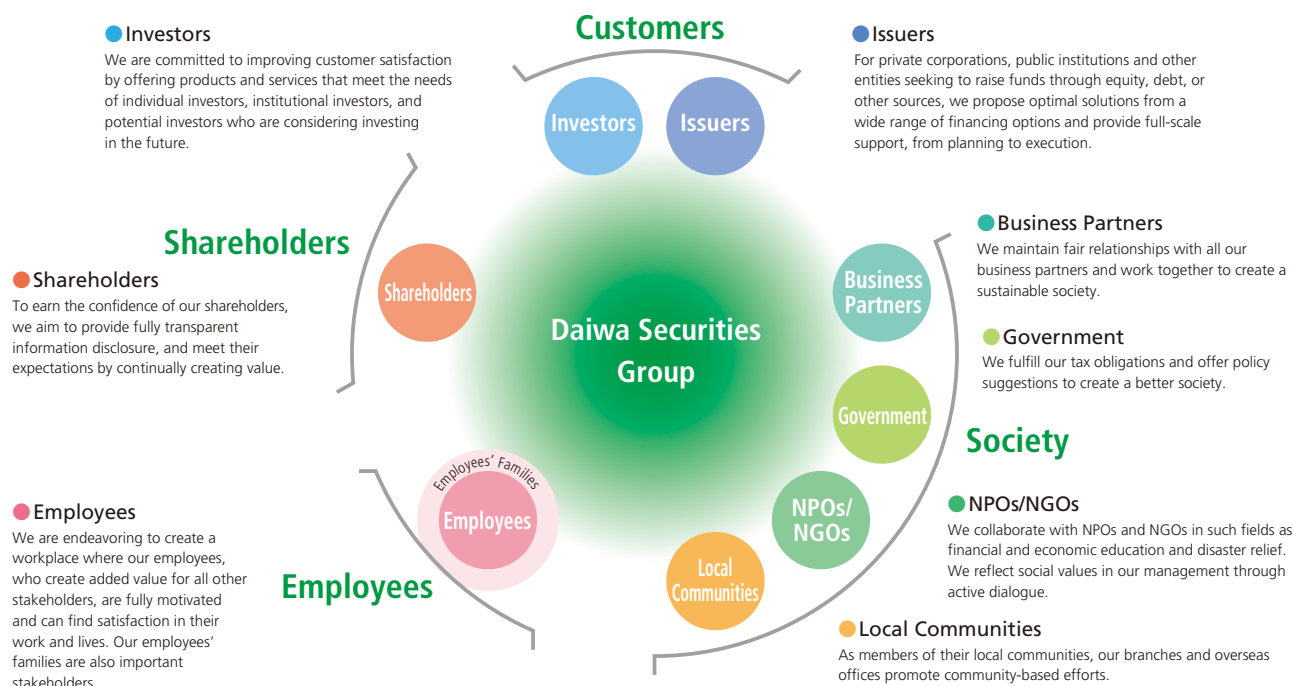 Customers
Investors
We are committed to improving customer satisfaction
by offering products and services that meet the needs
of individual investors, institutional investors, and
potential investors who are considering investing
in the future.
Issuers
For private corporations, public institutions and other
entities seeking to raise funds through equity, debt, or
other sources, we propose optimal solutions from a
wide range of financing options and provide full-scale
support, from planning to execution.
Investors
Issuers
Shareholders
Shareholders
To earn the confidence of our shareholders,
we aim to provide fully transparent
information disclosure, and meet their
expectations by continually creating value.
Shareholders
Daiwa Securities
Group
Business
Partners
Business Partners
We maintain fair relationships with all our
business partners and work together to create a
sustainable society.
Government
Government
We fulfill our tax obligations and offer policy
suggestions to create a better society.
Society
Employees' Families
Employees
Employees
We are endeavoring to create a
workplace where our employees,
who create added value for all other
stakeholders, are fully motivated
and can find satisfaction in their
work and lives. Our employees'
families are also important
stakeholders.
Employees
NPOs/
NGOs
NPOs/NGOs
We collaborate with NPOs and NGOs in such fields as
financial and economic education and disaster relief.
We reflect social values in our management through
active dialogue.
Local
Communities
Local Communities
As members of their local communities, our branches and overseas
offices promote community-based efforts.